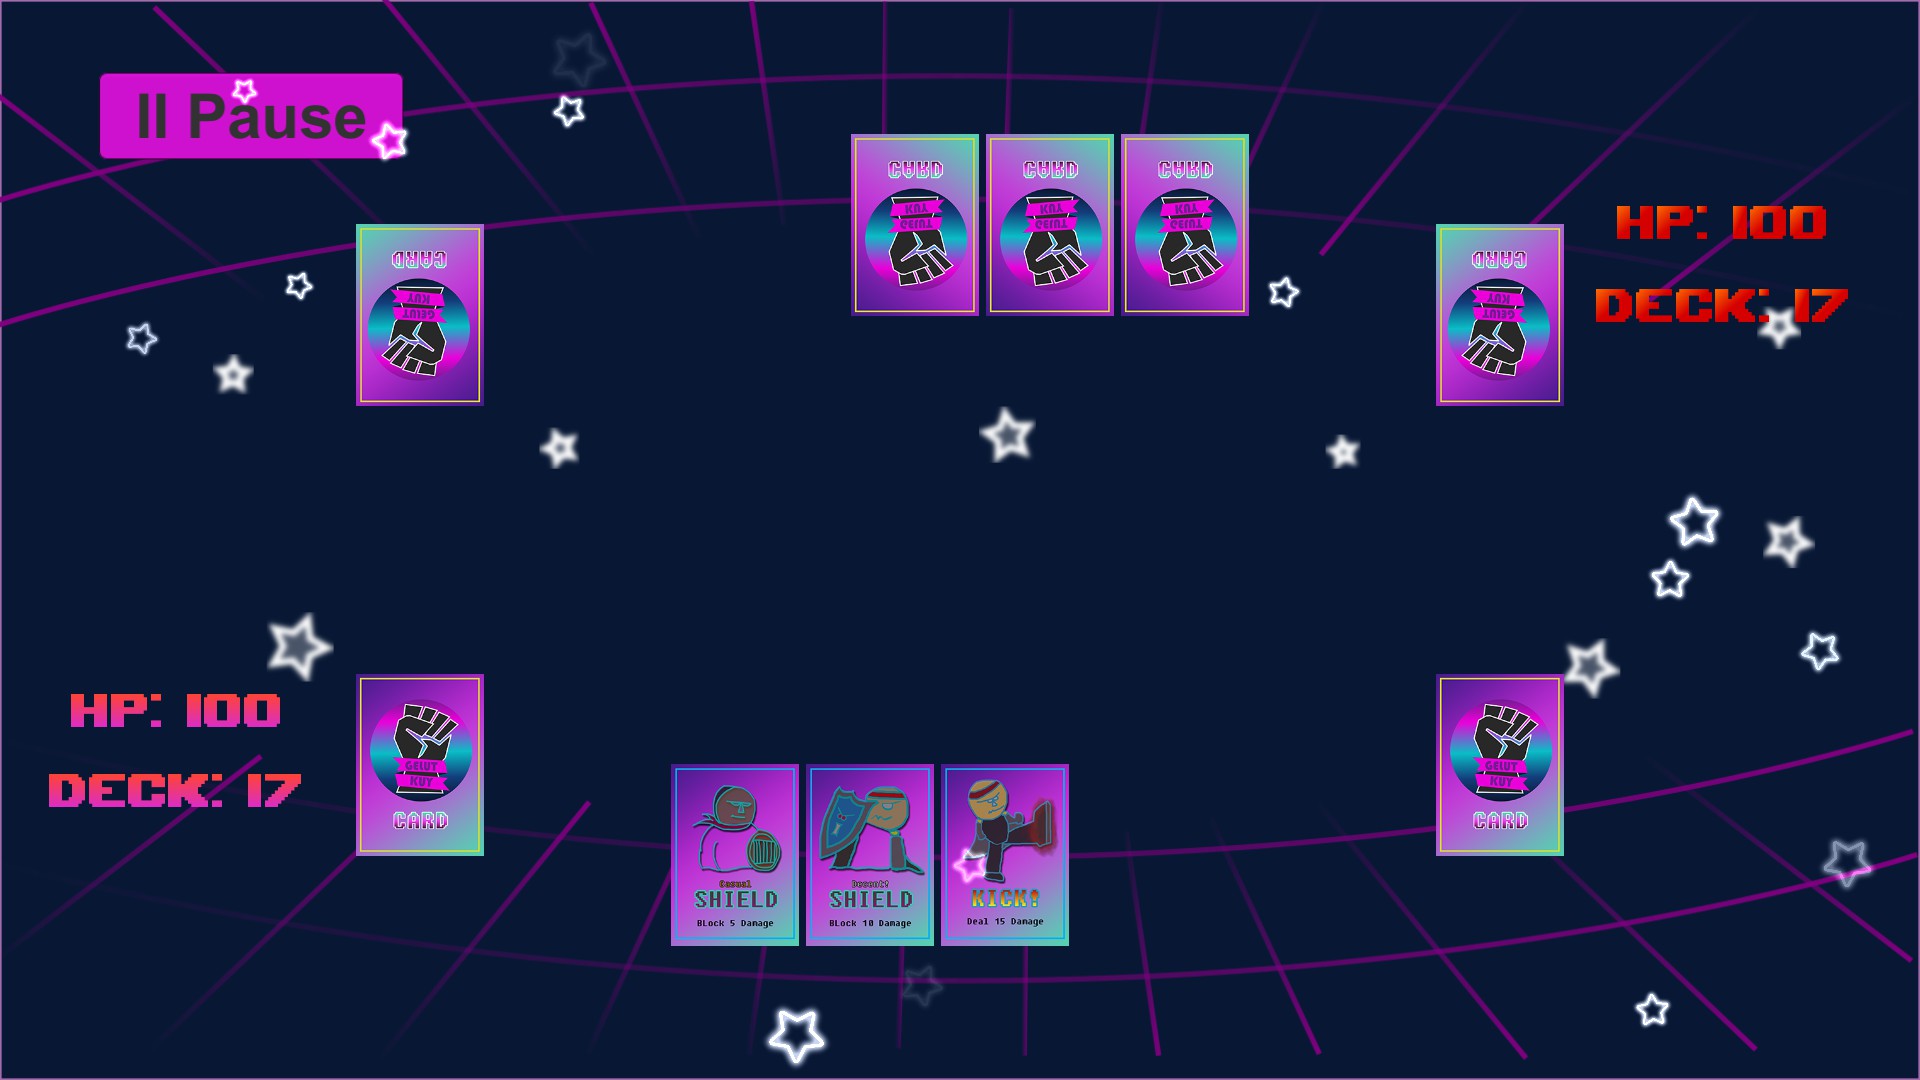 II Pause
CARD
KUY
GELUT
CARD
KUY
GELUT
CARD
KUY
GELUT
CARD
KUY
GELUT
CARD
KUY
GELUT
HP: 100
DECK: 17
HP: 100
DECK: 17
GELUT
KUY
CARD
Casual
SHIELD
BLock 5 Damage
Decent!
SHIELD
BLock 10 Damage
KICK!
Deal 15 Damage
GELUT
KUY
CARD